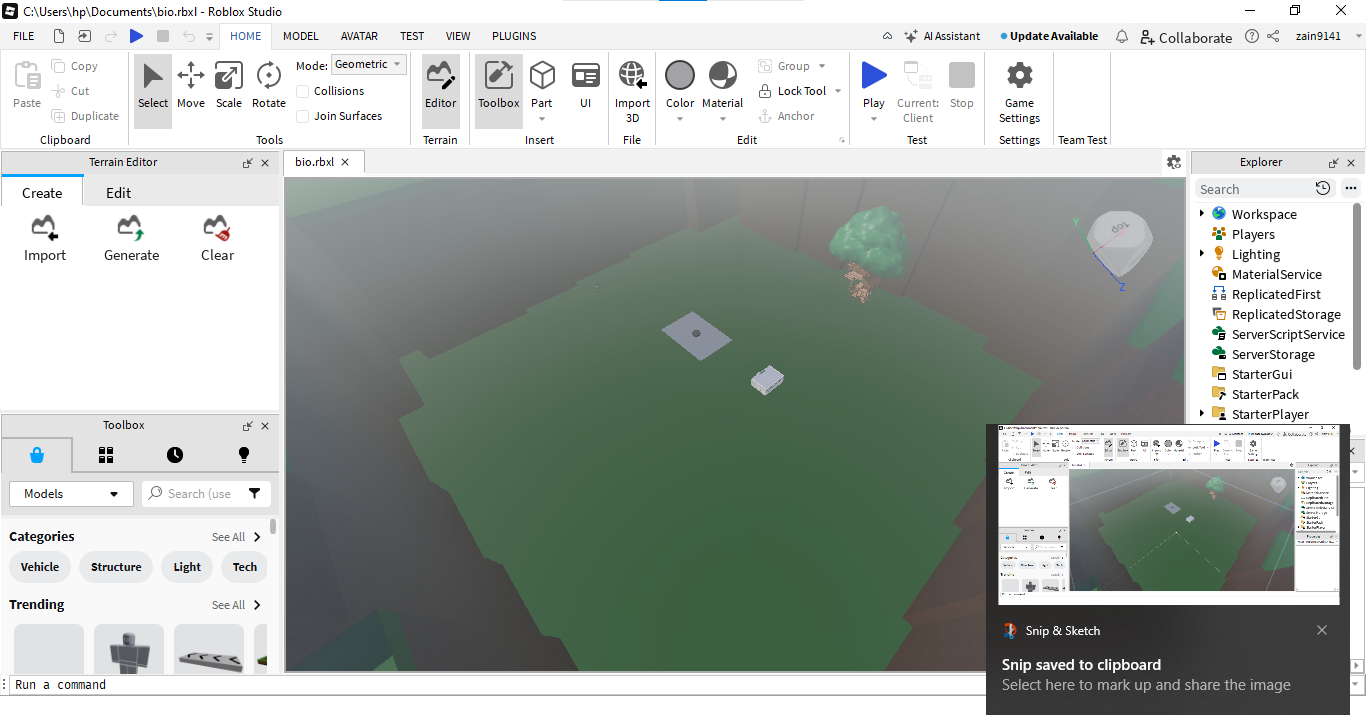 C:\Users\hp\Documents\bio.rbxl - Roblox Studio
FILE HOME MODEL AVATAR TEST VIEW PLUGINS AI Assistant Update Available Collaborate zain9141
Paste Copy Cut Duplicate
Clipboard
Select Move Scale Rotate
Mode: Geometric
Collisions
Join Surfaces
Tools
Editor
Terrain
Toolbox Part UI
Insert
Import 3D
File
Color Material
Group
Lock Tool
Anchor
Edit
Play Current: Client Stop
Test
Game Settings
Settings
Team Test
Terrain Editor
Create Edit
Import Generate Clear
Toolbox
Models Search (use
Categories See All
Vehicle Structure Light Tech
Trending See All
bio.rbxl
Top
Y
Z
Explorer
Search
Workspace
Players
Lighting
MaterialService
ReplicatedFirst
ReplicatedStorage
ServerScriptService
ServerStorage
StarterGui
StarterPack
StarterPlayer
Snip & Sketch
Snip saved to clipboard
Select here to mark up and share the image
Run a command